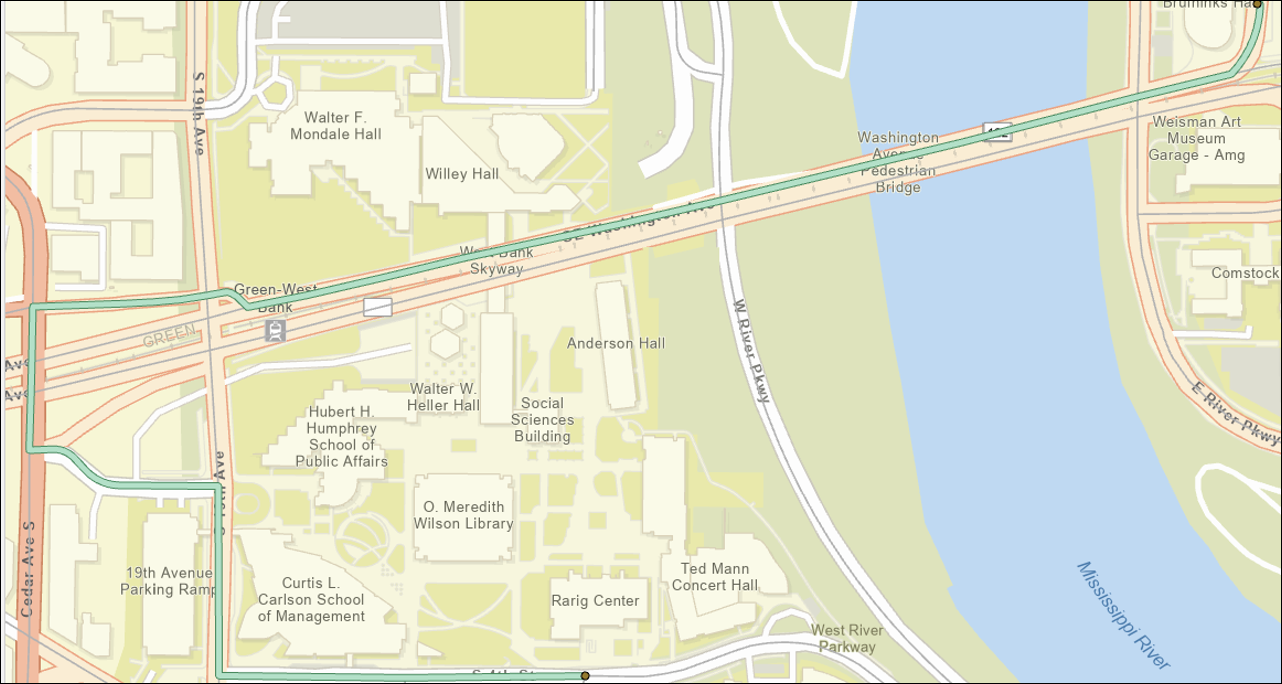 Bruininks Hall
S 19th Ave
Walter F.
Mondale Hall
Willey Hall
Washington
Avenue
Pedestrian
Bridge
Weisman Art
Museum
Garage - Amg
SE Washington Ave
West Bank
Skyway
Green-West
Bank
GREEN
Comstock
Ave
Ave
Anderson Hall
W River Pkwy
Walter W.
Heller Hall
Social
Sciences
Building
Hubert H.
Humphrey
School of
Public Affairs
E River Pkwy
S 19th Ave
O. Meredith
Wilson Library
Cedar Ave S
19th Avenue
Parking Ramp
Curtis L.
Carlson School
of Management
Rarig Center
Ted Mann
Concert Hall
Mississippi River
West River
Parkway
S 4th St